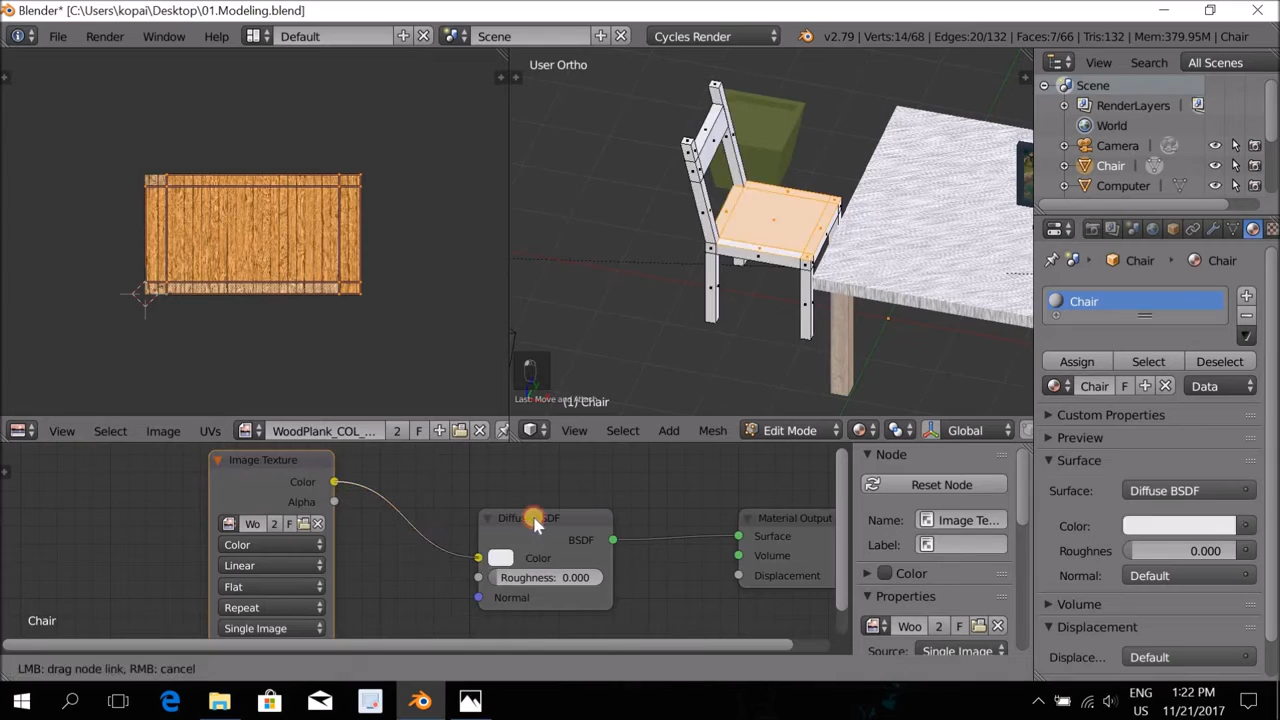 Blender* [C:\Users\kopai\Desktop\01.Modeling.blend]
File Render Window Help Default Scene Cycles Render v2.79 | Verts:14/68 | Edges:20/132 | Faces:7/66 | Tris:132 | Mem:379.95M | Chair
User Ortho
View Search All Scenes
Scene
RenderLayers
World
Camera
Chair
Computer
Chair Chair
Chair
Assign Select Deselect
Chair F Data
Custom Properties
Preview
Surface
Surface: Diffuse BSDF
Color:
Roughnes 0.000
Normal: Default
Volume
Displacement
Displace... Default
Last: Move and Attach
(1) Chair
View Select Image UVs WoodPlank_COL_... 2 F
View Select Add Mesh Edit Mode Global
Image Texture
Color
Alpha
Wo 2 F
Color
Linear
Flat
Repeat
Single Image
BSDF
Color
Roughness: 0.000
Normal
Material Output
Surface
Volume
Displacement
Chair
Node
Reset Node
Name: Image Te...
Label:
Color
Properties
Woo 2 F
Source: Single Image
LMB: drag node link, RMB: cancel
ENG
US
1:22 PM
11/21/2017